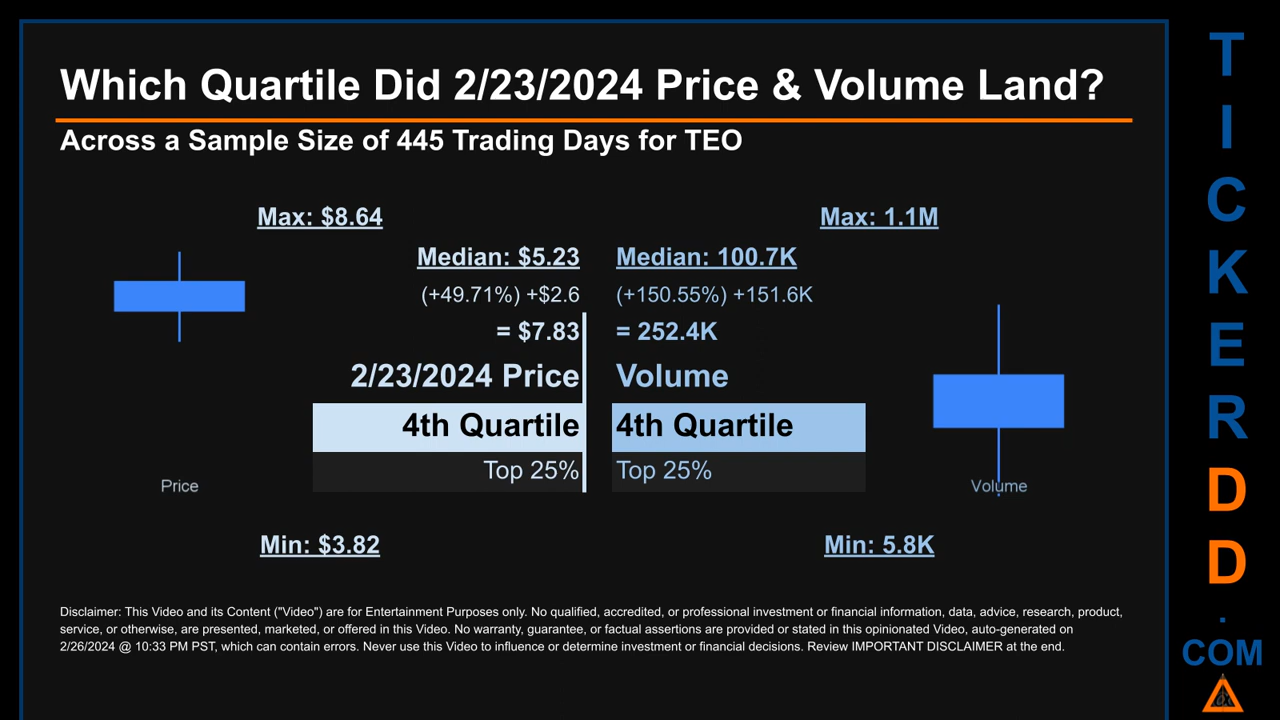 Which Quartile Did 2/23/2024 Price & Volume Land?
Across a Sample Size of 445 Trading Days for TEO
Max: $8.64
Max: 1.1M
Median: $5.23
Median: 100.7K
(+49.71%) +$2.6
(+150.55%) +151.6K
= $7.83
= 252.4K
2/23/2024 Price
Volume
4th Quartile
4th Quartile
Top 25%
Top 25%
Price
Volume
Min: $3.82
Min: 5.8K
Disclaimer: This Video and its Content ("Video") are for Entertainment Purposes only. No qualified, accredited, or professional investment or financial information, data, advice, research, product,
service, or otherwise, are presented, marketed, or offered in this Video. No warranty, guarantee, or factual assertions are provided or stated in this opinionated Video, auto-generated on
2/26/2024 @ 10:33 PM PST, which can contain errors. Never use this Video to influence or determine investment or financial decisions. Review IMPORTANT DISCLAIMER at the end.
T
I
C
K
E
R
D
D
.
COM